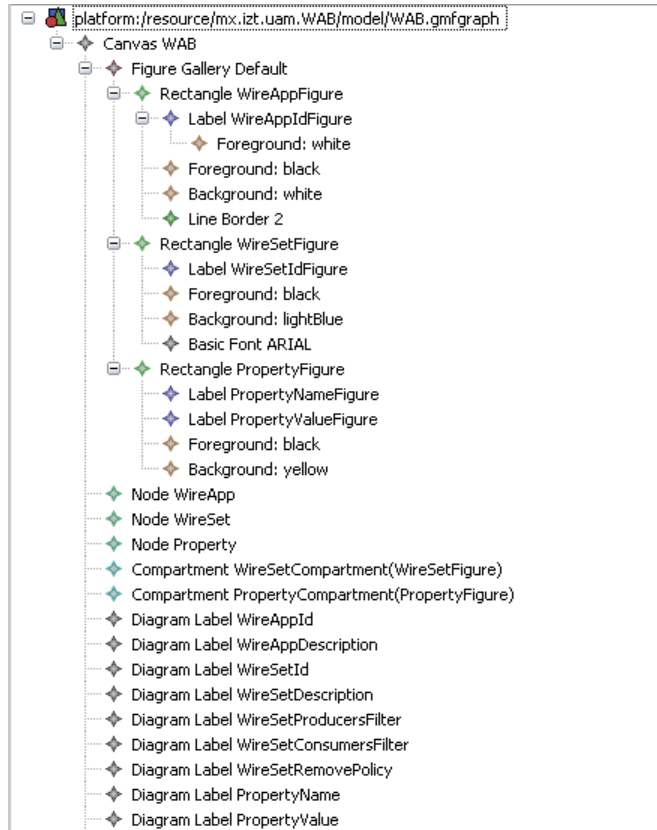 platform:/resource/mx.izt.uam.WAB/model/WAB.gmfgraph
Canvas WAB
Figure Gallery Default
Rectangle WireAppFigure
Label WireAppIdFigure
Foreground: white
Foreground: black
Background: white
Line Border 2
Rectangle WireSetFigure
Label WireSetIdFigure
Foreground: black
Background: lightBlue
Basic Font ARIAL
Rectangle PropertyFigure
Label PropertyNameFigure
Label PropertyValueFigure
Foreground: black
Background: yellow
Node WireApp
Node WireSet
Node Property
Compartment WireSetCompartment(WireSetFigure)
Compartment PropertyCompartment(PropertyFigure)
Diagram Label WireAppId
Diagram Label WireAppDescription
Diagram Label WireSetId
Diagram Label WireSetDescription
Diagram Label WireSetProducersFilter
Diagram Label WireSetConsumersFilter
Diagram Label WireSetRemovePolicy
Diagram Label PropertyName
Diagram Label PropertyValue